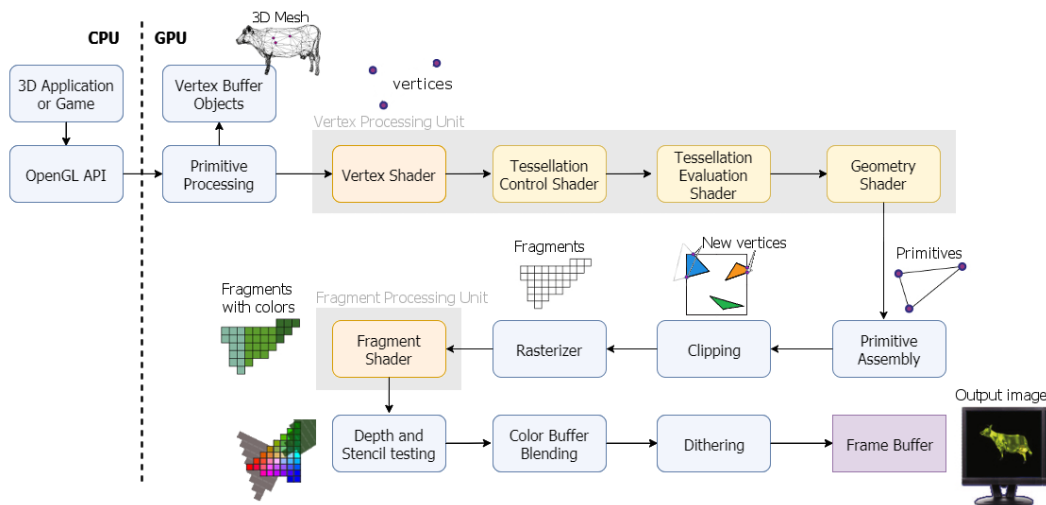 CPU
GPU
3D Mesh
3D Application
or Game
Vertex Buffer
Objects
vertices
Vertex Processing Unit
OpenGL API
Primitive
Processing
Vertex Shader
Tessellation
Control Shader
Tessellation
Evaluation
Shader
Geometry
Shader
Fragments
New vertices
Primitives
Fragments
with colors
Fragment Processing Unit
Fragment
Shader
Rasterizer
Clipping
Primitive
Assembly
Output image
Depth and
Stencil testing
Color Buffer
Blending
Dithering
Frame Buffer